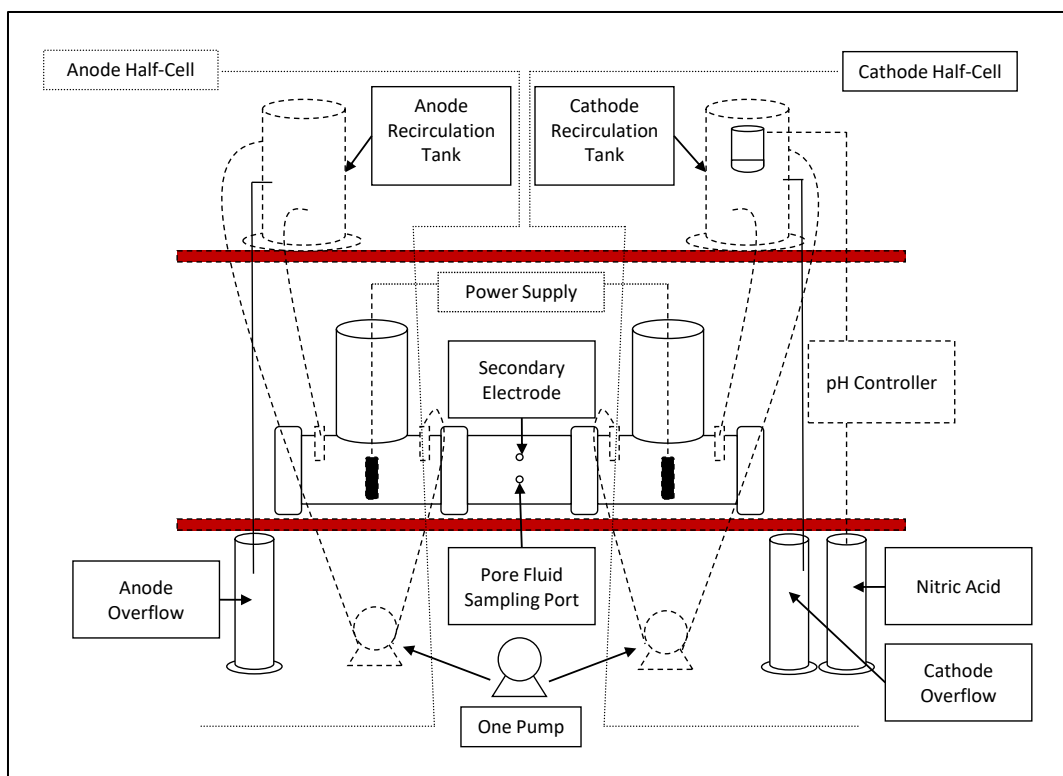 Anode Half-Cell
Cathode Half-Cell
Anode
Recirculation
Tank
Cathode
Recirculation
Tank
Power Supply
Secondary
Electrode
pH Controller
Anode
Overflow
Pore Fluid
Sampling Port
Nitric Acid
Cathode
Overflow
One Pump